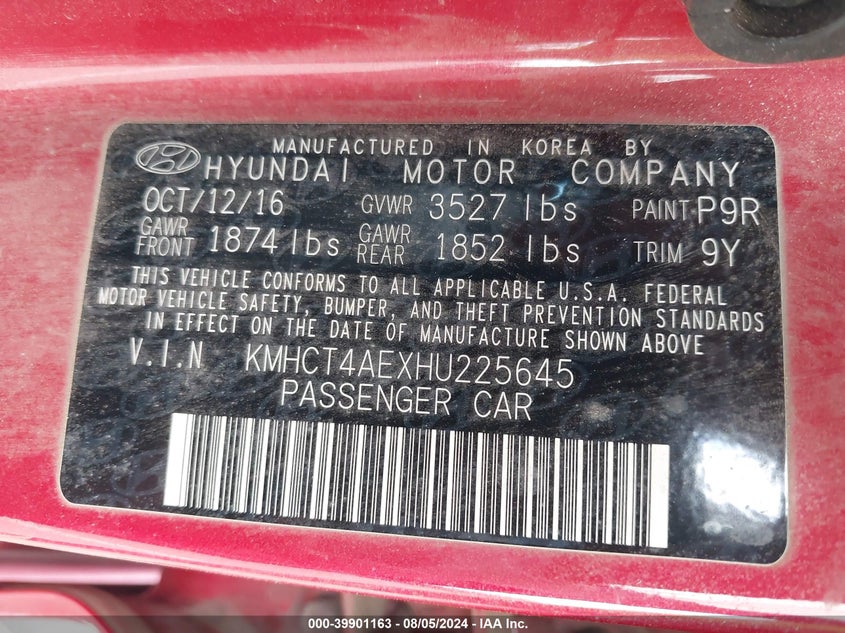 MANUFACTURED IN KOREA BY
HYUNDAI MOTOR COMPANY
OCT/12/16 GVWR 3527 lbs PAINT P9R
GAWR FRONT 1874 lbs GAWR REAR 1852 lbs TRIM 9Y
THIS VEHICLE CONFORMS TO ALL APPLICABLE U.S.A. FEDERAL
MOTOR VEHICLE SAFETY, BUMPER, AND THEFT PREVENTION STANDARDS
IN EFFECT ON THE DATE OF MANUFACTURE SHOWN ABOVE
V.I.N KMHCT4AEXHU225645
PASSENGER CAR
000-39901163 - 08/05/2024 - IAA Inc.